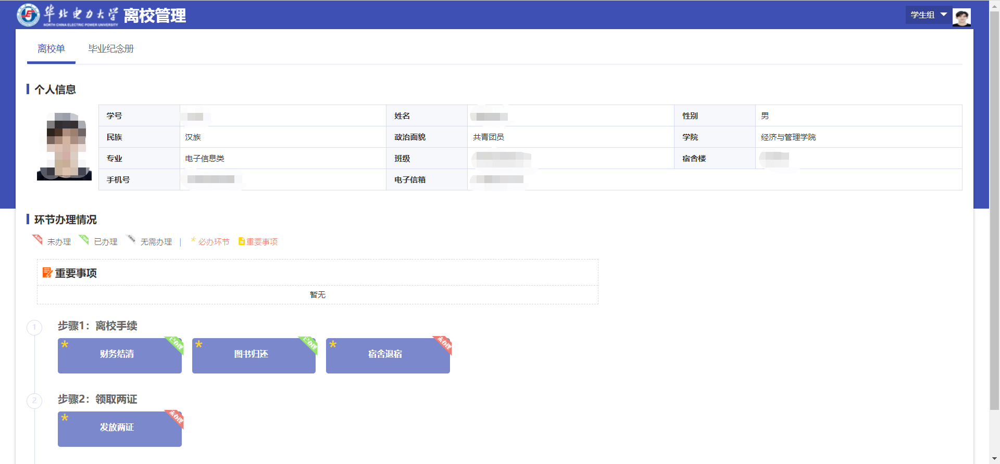 华北电力大学 离校管理
NORTH CHINA ELECTRIC POWER UNIVERSITY
学生组
离校单 毕业纪念册
个人信息
学号 姓名 性别 男
民族 汉族 政治面貌 共青团员 学院 经济与管理学院
专业 电子信息类 班级 宿舍楼
手机号 电子信箱
环节办理情况
未办理 已办理 无需办理 | * 必办环节 重要事项
重要事项
暂无
1 步骤1：离校手续
* 财务结清 已办理 * 图书归还 已办理 * 宿舍退宿 未办理
2 步骤2：领取两证
* 发放两证 未办理